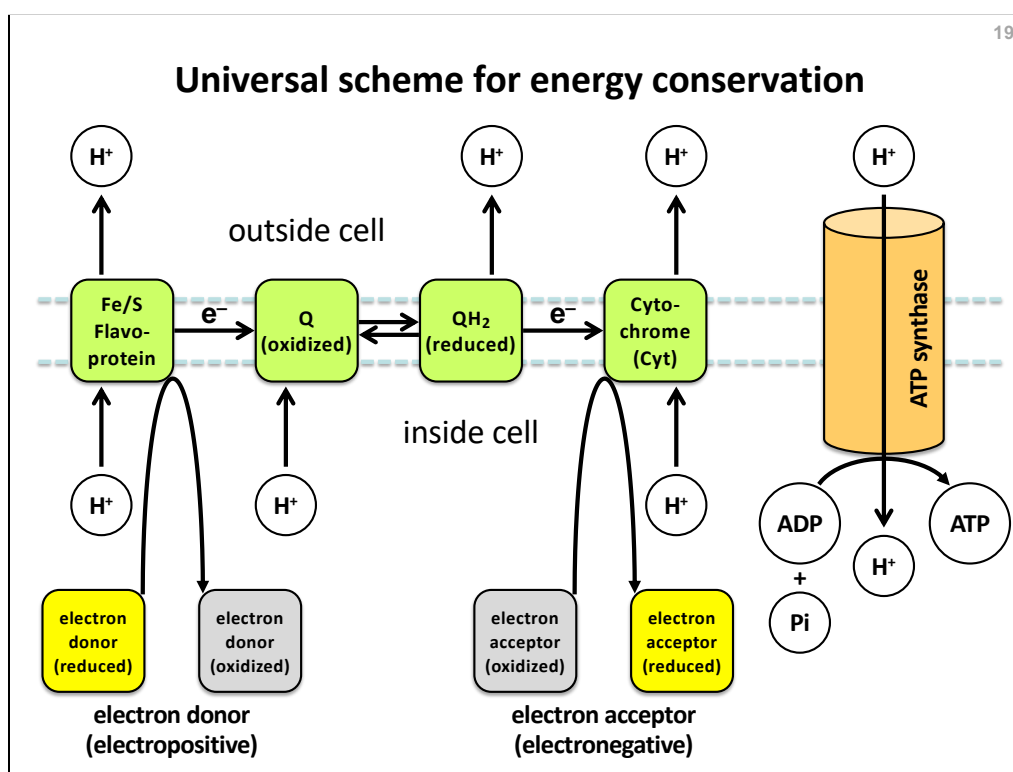 19
Universal scheme for energy conservation
H⁺
H⁺
H⁺
H⁺
outside cell
Fe/S
Flavo-
protein
e⁻
Q
(oxidized)
QH₂
(reduced)
e⁻
Cyto-
chrome
(Cyt)
ATP synthase
inside cell
H⁺
H⁺
H⁺
ADP
+
Pi
H⁺
ATP
electron
donor
(reduced)
electron
donor
(oxidized)
electron
acceptor
(oxidized)
electron
acceptor
(reduced)
electron donor
(electropositive)
electron acceptor
(electronegative)